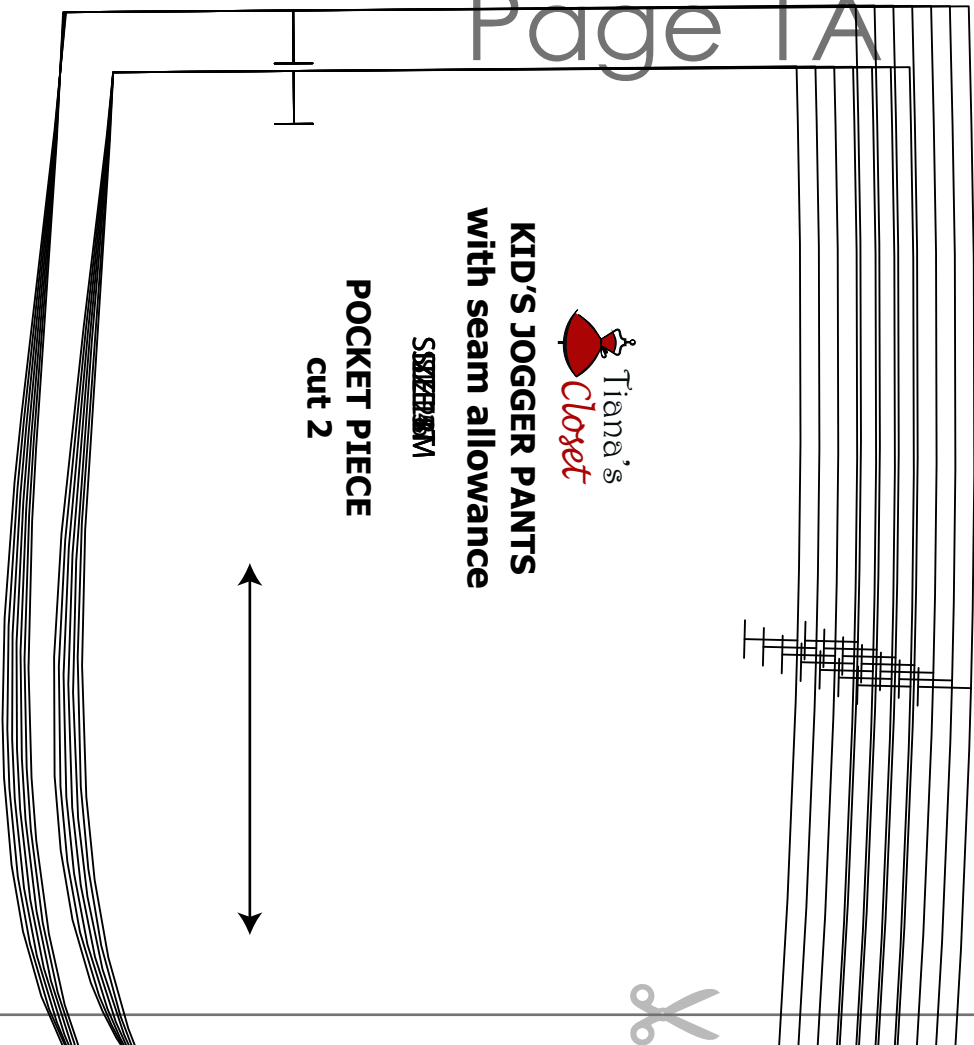 Page 1A
Tiana's
Closet
KID'S JOGGER PANTS
with seam allowance
POCKET PIECE
cut 2